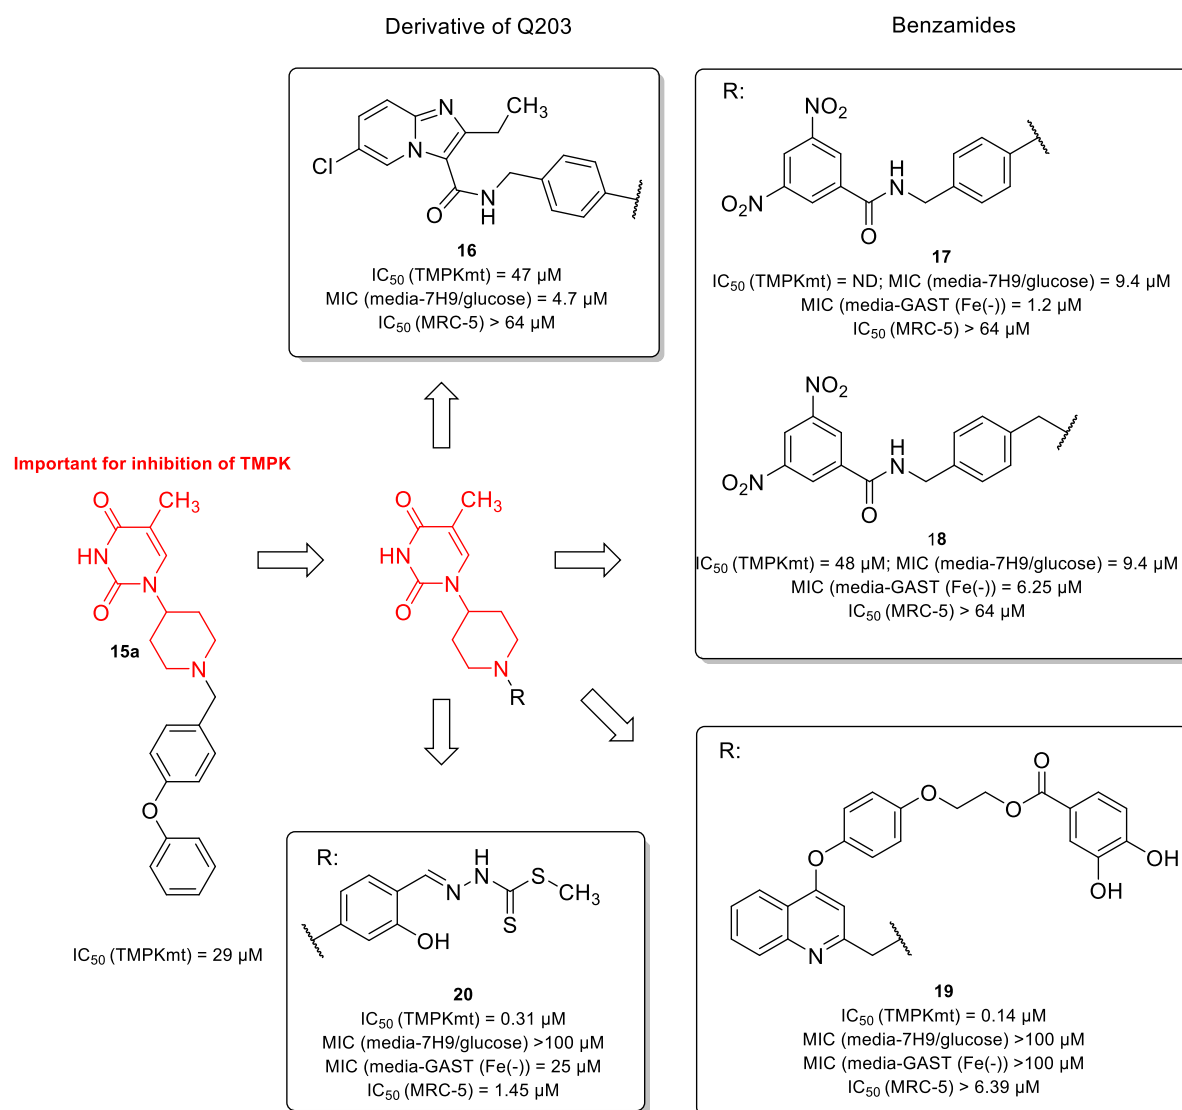 Derivative of Q203
Benzamides
N
CH₃
N
Cl
O
N
H
16
IC₅₀ (TMPKmt) = 47 µM
MIC (media-7H9/glucose) = 4.7 µM
IC₅₀ (MRC-5) > 64 µM
R:
NO₂
H
N
O₂N
O
17
IC₅₀ (TMPKmt) = ND; MIC (media-7H9/glucose) = 9.4 µM
MIC (media-GAST (Fe(-)) = 1.2 µM
IC₅₀ (MRC-5) > 64 µM
NO₂
H
N
O₂N
O
18
IC₅₀ (TMPKmt) = 48 µM; MIC (media-7H9/glucose) = 9.4 µM
MIC (media-GAST (Fe(-)) = 6.25 µM
IC₅₀ (MRC-5) > 64 µM
Important for inhibition of TMPK
O
CH₃
HN
N
O
15a
N
O
IC₅₀ (TMPKmt) = 29 µM
O
CH₃
HN
N
O
N
R
R:
H
N
N
S
CH₃
S
OH
20
IC₅₀ (TMPKmt) = 0.31 µM
MIC (media-7H9/glucose) >100 µM
MIC (media-GAST (Fe(-)) = 25 µM
IC₅₀ (MRC-5) = 1.45 µM
R:
O
O
O
O
OH
OH
N
19
IC₅₀ (TMPKmt) = 0.14 µM
MIC (media-7H9/glucose) >100 µM
MIC (media-GAST (Fe(-)) >100 µM
IC₅₀ (MRC-5) > 6.39 µM